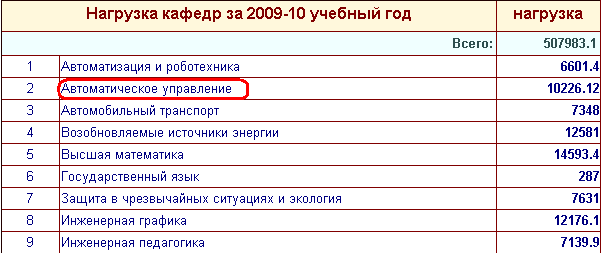 Нагрузка кафедр за 2009-10 учебный год нагрузка
Всего: 507983.1
1 Автоматизация и роботехника 6601.4
2 Автоматическое управление 10226.12
3 Автомобильный транспорт 7348
4 Возобновляемые источники энергии 12581
5 Высшая математика 14593.4
6 Государственный язык 287
7 Защита в чрезвычайных ситуациях и экология 7631
8 Инженерная графика 12176.1
9 Инженерная педагогика 7139.9